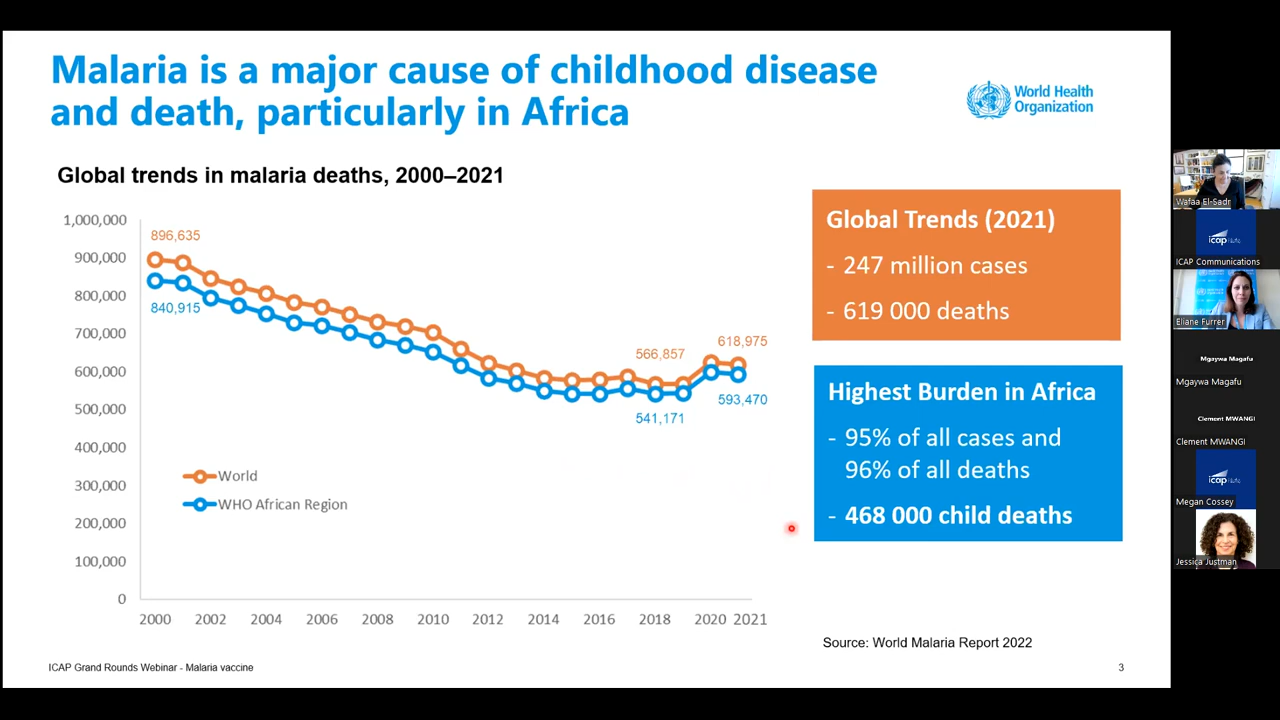 Malaria is a major cause of childhood disease
and death, particularly in Africa
World Health
Organization
Global trends in malaria deaths, 2000–2021
1,000,000
900,000
800,000
700,000
600,000
500,000
400,000
300,000
200,000
100,000
0
896,635
840,915
566,857
541,171
618,975
593,470
World
WHO African Region
2000 2002 2004 2006 2008 2010 2012 2014 2016 2018 2020 2021
Global Trends (2021)
- 247 million cases
- 619 000 deaths
Highest Burden in Africa
- 95% of all cases and
96% of all deaths
- 468 000 child deaths
Source: World Malaria Report 2022
ICAP Grand Rounds Webinar - Malaria vaccine
3
Wafaa El-Sadr
icap
ICAP Communications
Eliane Furrer
Mgaywa Magafu
Mgaywa Magafu
Clement MWANGI
Clement MWANGI
icap
Megan Cossey
Jessica Justman